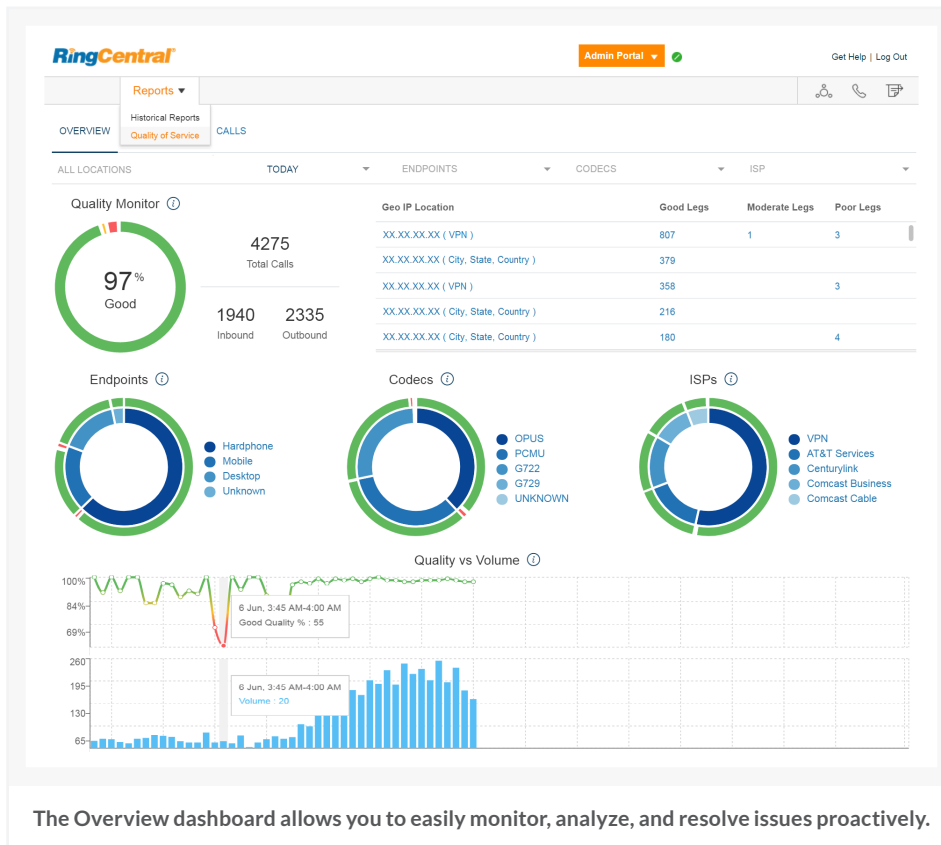 RingCentral
Admin Portal
Get Help | Log Out
Reports
Historical Reports
Quality of Service
OVERVIEW
CALLS
ALL LOCATIONS TODAY ENDPOINTS CODECS ISP
Quality Monitor
97%
Good
4275
Total Calls
1940 2335
Inbound Outbound
Geo IP Location Good Legs Moderate Legs Poor Legs
XX.XX.XX.XX ( VPN ) 807 1 3
XX.XX.XX.XX ( City, State, Country ) 379
XX.XX.XX.XX ( VPN ) 358 3
XX.XX.XX.XX ( City, State, Country ) 216
XX.XX.XX.XX ( City, State, Country ) 180 4
Endpoints
Hardphone
Mobile
Desktop
Unknown
Codecs
OPUS
PCMU
G722
G729
UNKNOWN
ISPs
VPN
AT&T Services
Centurylink
Comcast Business
Comcast Cable
Quality vs Volume
100%
84%
69%
6 Jun, 3:45 AM-4:00 AM
Good Quality % : 55
260
195
130
65
6 Jun, 3:45 AM-4:00 AM
Volume : 20
The Overview dashboard allows you to easily monitor, analyze, and resolve issues proactively.